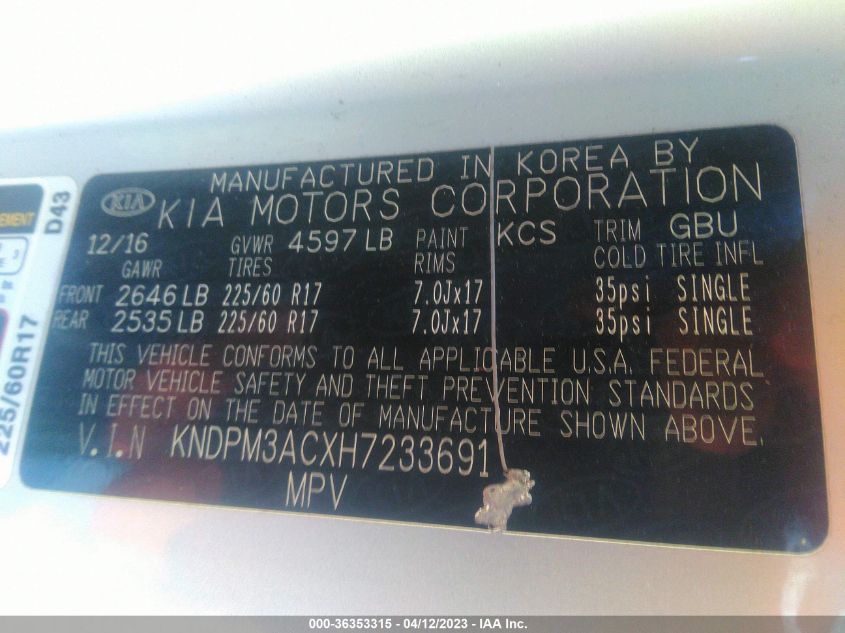 MANUFACTURED IN KOREA BY
KIA KIA MOTORS CORPORATION
12/16 GVWR 4597 LB PAINT KCS TRIM GBU
GAWR TIRES RIMS COLD TIRE INFL
FRONT 2646 LB 225/60 R17 7.0Jx17 35psi SINGLE
REAR 2535 LB 225/60 R17 7.0Jx17 35psi SINGLE
THIS VEHICLE CONFORMS TO ALL APPLICABLE U.S.A. FEDERAL
MOTOR VEHICLE SAFETY AND THEFT PREVENTION STANDARDS
IN EFFECT ON THE DATE OF MANUFACTURE SHOWN ABOVE.
V.I.N KNDPM3ACXH7233691
MPV
D43
225/60R17
000-36353315 - 04/12/2023 - IAA Inc.